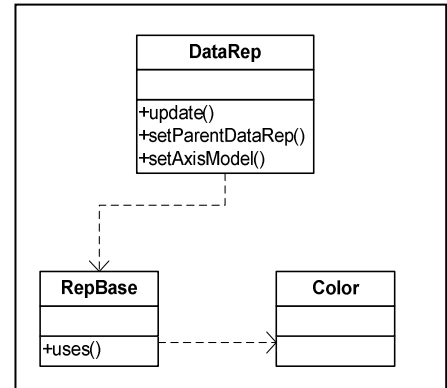 DataRep
+update()
+setParentDataRep()
+setAxisModel()
RepBase
+uses()
Color